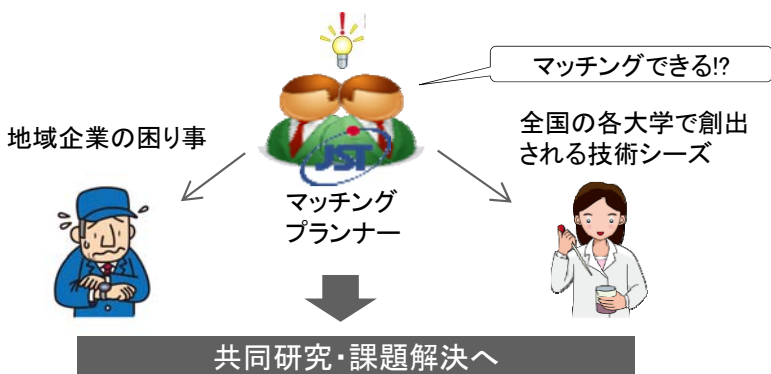 マッチングできる!?
地域企業の困り事
全国の各大学で創出
される技術シーズ
JST
マッチング
プランナー
共同研究・課題解決へ